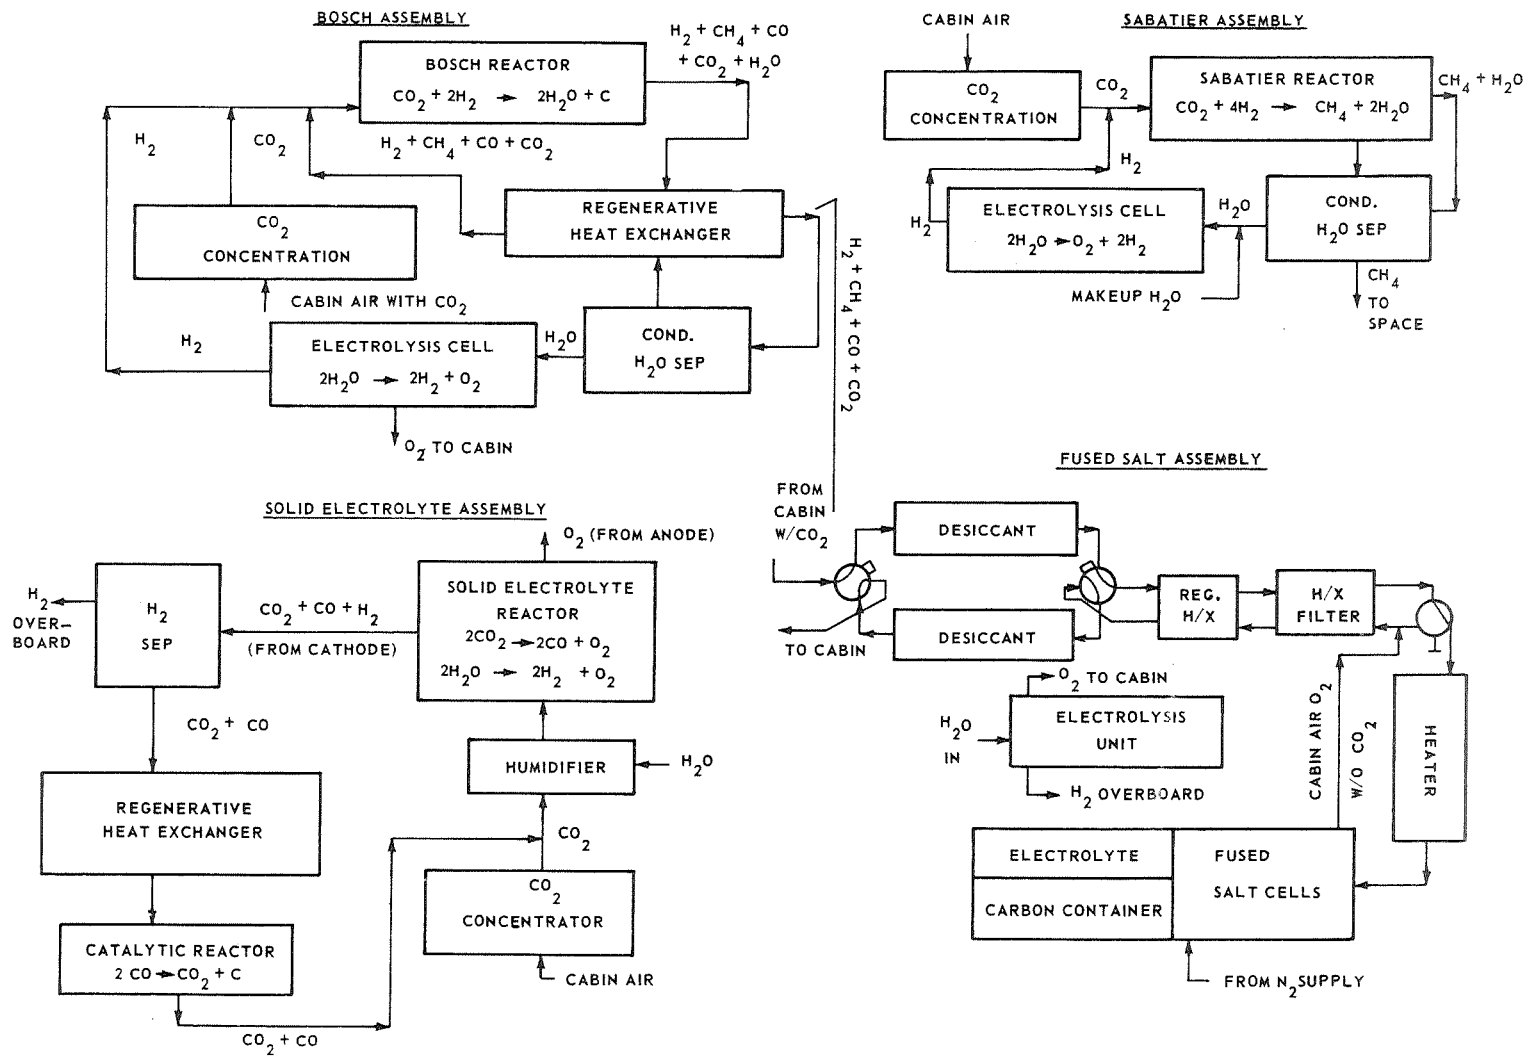 BOSCH ASSEMBLY
BOSCH REACTOR
CO₂ + 2H₂ → 2H₂O + C
H₂ + CH₄ + CO
+ CO₂ + H₂O
H₂
CO₂
H₂ + CH₄ + CO + CO₂
REGENERATIVE
HEAT EXCHANGER
CO₂
CONCENTRATION
CABIN AIR WITH CO₂
H₂
ELECTROLYSIS CELL
2H₂O → 2H₂ + O₂
H₂O
COND.
H₂O SEP
O₂ TO CABIN
H₂ + CH₄ + CO + CO₂
SABATIER ASSEMBLY
CABIN AIR
CO₂
CONCENTRATION
CO₂
SABATIER REACTOR
CO₂ + 4H₂ → CH₄ + 2H₂O
CH₄ + H₂O
H₂
H₂
ELECTROLYSIS CELL
2H₂O → O₂ + 2H₂
H₂O
COND.
H₂O SEP
MAKEUP H₂O
CH₄
TO
SPACE
SOLID ELECTROLYTE ASSEMBLY
O₂ (FROM ANODE)
SOLID ELECTROLYTE
REACTOR
2CO₂ → 2CO + O₂
2H₂O → 2H₂ + O₂
CO₂ + CO + H₂
(FROM CATHODE)
H₂
SEP
H₂
OVER-
BOARD
CO₂ + CO
REGENERATIVE
HEAT EXCHANGER
CATALYTIC REACTOR
2 CO → CO₂ + C
CO₂ + CO
HUMIDIFIER
H₂O
CO₂
CO₂
CONCENTRATOR
CABIN AIR
FUSED SALT ASSEMBLY
FROM
CABIN
W/CO₂
DESICCANT
DESICCANT
TO CABIN
REG.
H/X
H/X
FILTER
O₂ TO CABIN
H₂O
IN
ELECTROLYSIS
UNIT
H₂ OVERBOARD
CABIN AIR O₂
W/O CO₂
HEATER
ELECTROLYTE
CARBON CONTAINER
FUSED
SALT CELLS
FROM N₂ SUPPLY